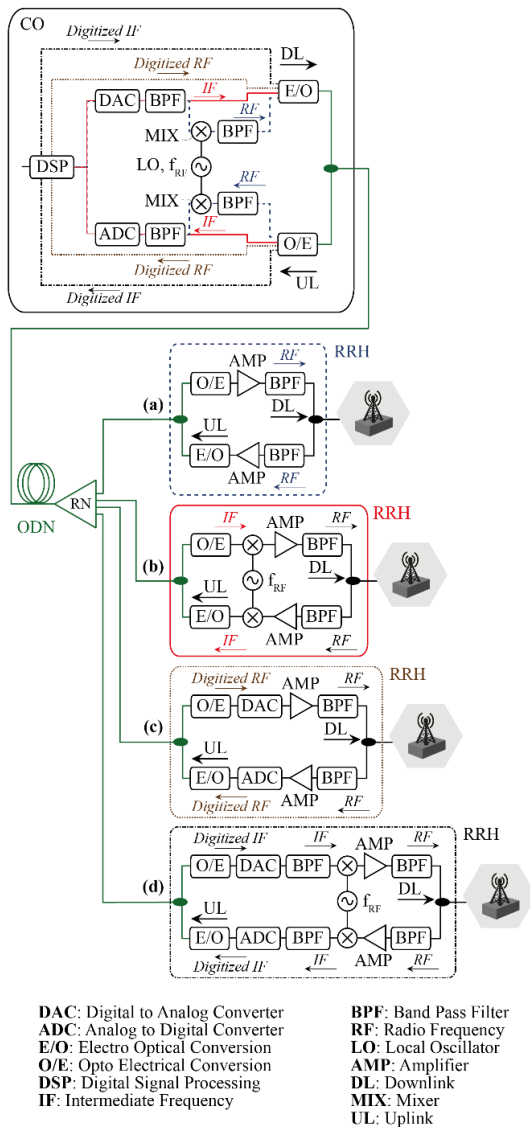 CO
Digitized IF
DL
Digitized RF
IF
E/O
DAC
BPF
RF
MIX
BPF
DSP
LO, fRF
MIX
RF
BPF
IF
ADC
BPF
O/E
Digitized RF
UL
Digitized IF
RRH
AMP
RF
O/E
BPF
(a)
UL
DL
E/O
BPF
AMP
RF
RN
ODN
RRH
IF
AMP
RF
O/E
BPF
(b)
UL
fRF
DL
E/O
BPF
AMP
IF
RF
RRH
Digitized RF
AMP
RF
O/E
DAC
BPF
(c)
UL
DL
E/O
ADC
BPF
AMP
Digitized RF
RF
RRH
Digitized IF
IF
AMP
RF
O/E
DAC
BPF
BPF
(d)
UL
fRF
DL
E/O
ADC
BPF
BPF
AMP
Digitized IF
IF
RF
DAC: Digital to Analog Converter
ADC: Analog to Digital Converter
E/O: Electro Optical Conversion
O/E: Opto Electrical Conversion
DSP: Digital Signal Processing
IF: Intermediate Frequency
BPF: Band Pass Filter
RF: Radio Frequency
LO: Local Oscillator
AMP: Amplifier
DL: Downlink
MIX: Mixer
UL: Uplink